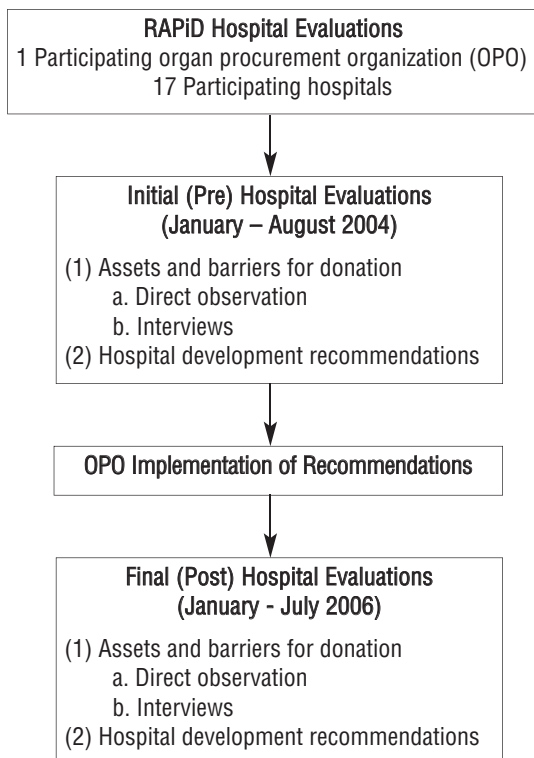 RAPiD Hospital Evaluations
1 Participating organ procurement organization (OPO)
17 Participating hospitals
Initial (Pre) Hospital Evaluations
(January – August 2004)
(1) Assets and barriers for donation
a. Direct observation
b. Interviews
(2) Hospital development recommendations
OPO Implementation of Recommendations
Final (Post) Hospital Evaluations
(January - July 2006)
(1) Assets and barriers for donation
a. Direct observation
b. Interviews
(2) Hospital development recommendations